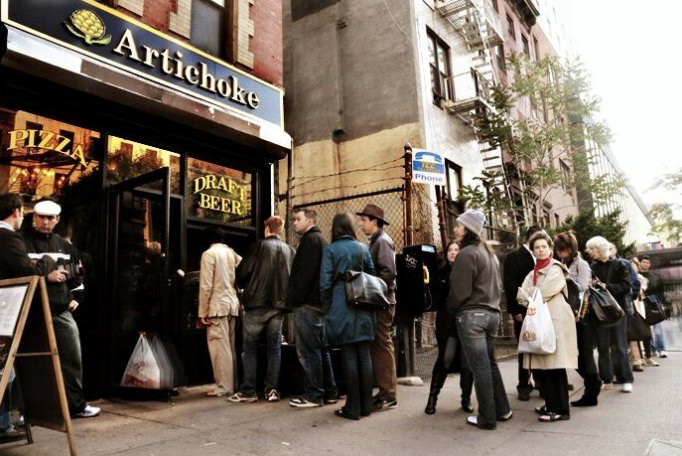 Artichoke
PIZZA
DRAFT
BEER
Phone